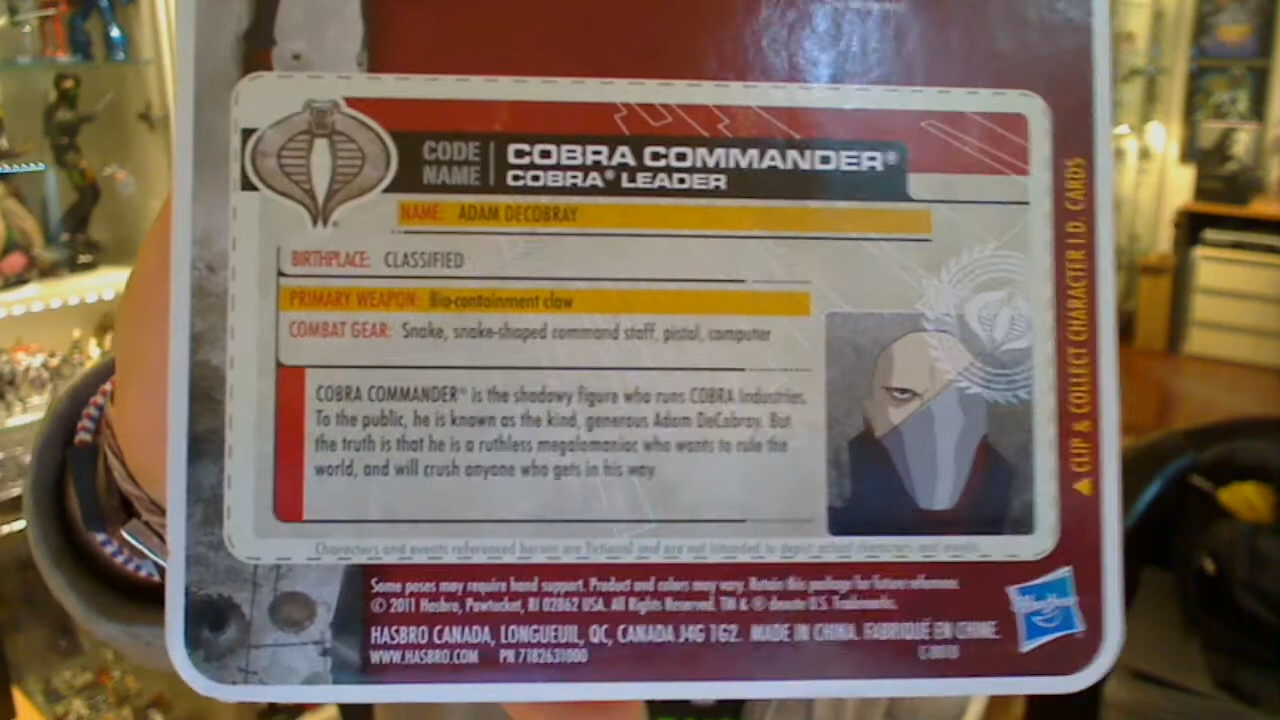 CODE NAME | COBRA COMMANDER®
COBRA® LEADER
NAME: ADAM DECOBRAY
BIRTHPLACE: CLASSIFIED
PRIMARY WEAPON: Bio-containment claw
COMBAT GEAR: Snake, snake-shaped command staff, pistol, computer
COBRA COMMANDER® is the shadowy figure who runs COBRA Industries.
To the public, he is known as the kind, generous Adam DeCobray. But
the truth is that he is a ruthless megalomaniac who wants to rule the
world, and will crush anyone who gets in his way.
Characters and events referenced herein are fictional and are not intended to depict actual characters and events.
▲ CLIP & COLLECT CHARACTER I.D. CARDS
Some poses may require hand support. Product and colors may vary. Retain this package for future reference.
© 2011 Hasbro, Pawtucket, RI 02862 USA. All Rights Reserved. TM & ® denote U.S. Trademarks.
HASBRO CANADA, LONGUEUIL, QC, CANADA J4G 1G2. MADE IN CHINA. FABRIQUÉ EN CHINE.
WWW.HASBRO.COM PN 7182631000
Hasbro